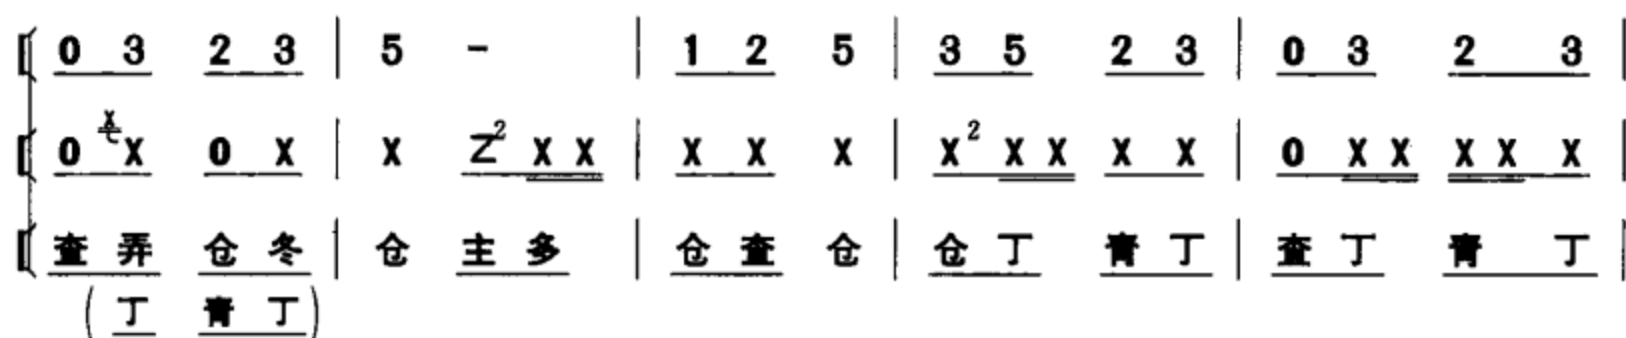 0 3 2 3 | 5 - | 1 2 5 | 3 5 2 3 | 0 3 2 3 |
0 X X 0 X | X Z² X X | X X X | X² X X X X | 0 X X X X X |
查 弄 仓 冬 | 仓 主 多 | 仓 查 仓 | 仓 丁 青 丁 | 查 丁 青 丁 |
(丁 青 丁)